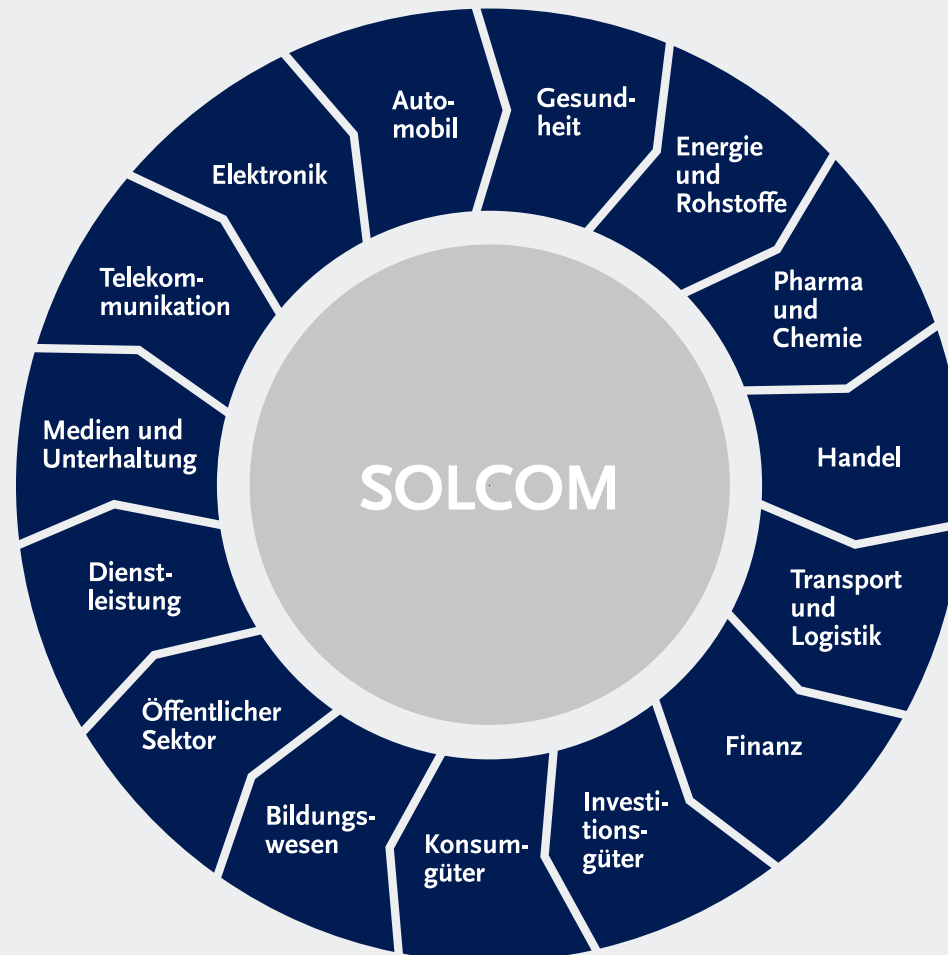 Auto-
mobil
Gesund-
heit
Energie
und
Rohstoffe
Pharma
und
Chemie
Handel
Transport
und
Logistik
Finanz
Investi-
tions-
güter
Konsum-
güter
Bildungs-
wesen
Öffentlicher
Sektor
Dienst-
leistung
Medien und
Unterhaltung
Telekom-
munikation
Elektronik
SOLCOM